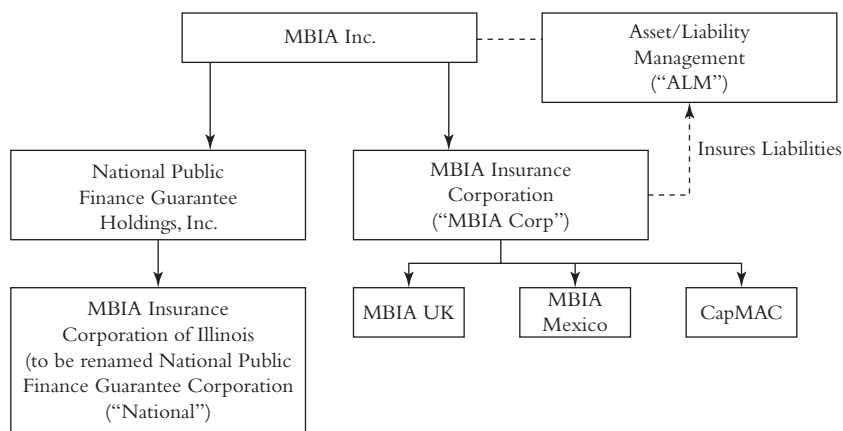 MBIA Inc.
Asset/Liability
Management
(“ALM”)
Insures Liabilities
National Public
Finance Guarantee
Holdings, Inc.
MBIA Insurance
Corporation
(“MBIA Corp”)
MBIA Insurance
Corporation of Illinois
(to be renamed National Public
Finance Guarantee Corporation
(“National”)
MBIA UK
MBIA
Mexico
CapMAC